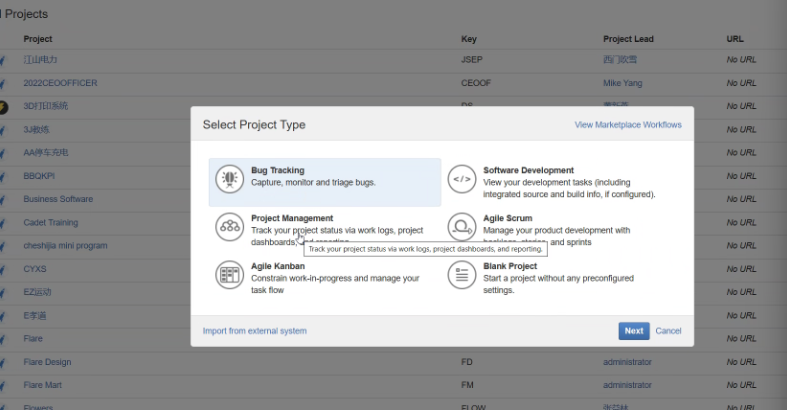 Projects
Project Key Project Lead URL
江山电力 JSEP 西门吹雪 No URL
2022CEOOFFICER CEOOF Mike Yang No URL
3D打印系统 DS No URL
3J教练 No URL
AA停车充电 No URL
BBQKPI No URL
Business Software No URL
Cadet Training No URL
cheshijia mini program No URL
CYXS No URL
EZ运动 No URL
E孝通 No URL
Flare No URL
Flare Design FD administrator No URL
Flare Mart FM administrator No URL
Flowers FLOW No URL
Select Project Type
View Marketplace Workflows
Bug Tracking
Capture, monitor and triage bugs.
Software Development
View your development tasks (including
integrated source and build info, if configured).
Project Management
Track your project status via work logs, project
dashboards, and reporting.
Agile Scrum
Manage your product development with
and sprints
Track your project status via work logs, project dashboards, and reporting.
Agile Kanban
Constrain work-in-progress and manage your
task flow
Blank Project
Start a project without any preconfigured
settings.
Import from external system
Next Cancel